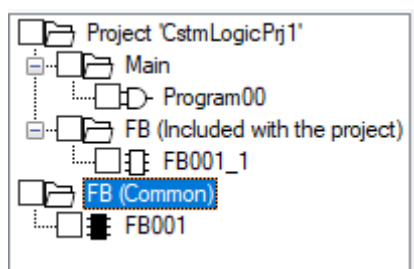 Project 'CstmLogicPrj1'
Main
Program00
FB (Included with the project)
FB001_1
FB (Common)
FB001